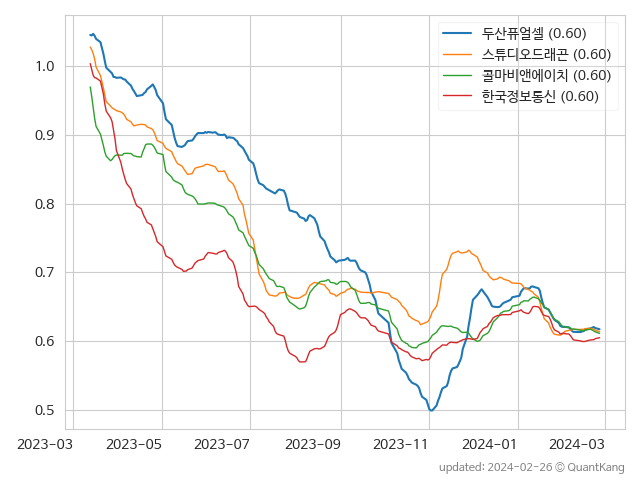 두산퓨얼셀 (0.60)
스튜디오드래곤 (0.60)
콜마비앤에이치 (0.60)
한국정보통신 (0.60)
1.0
0.9
0.8
0.7
0.6
0.5
2023-03 2023-05 2023-07 2023-09 2023-11 2024-01 2024-03
updated: 2024-02-26 © QuantKang